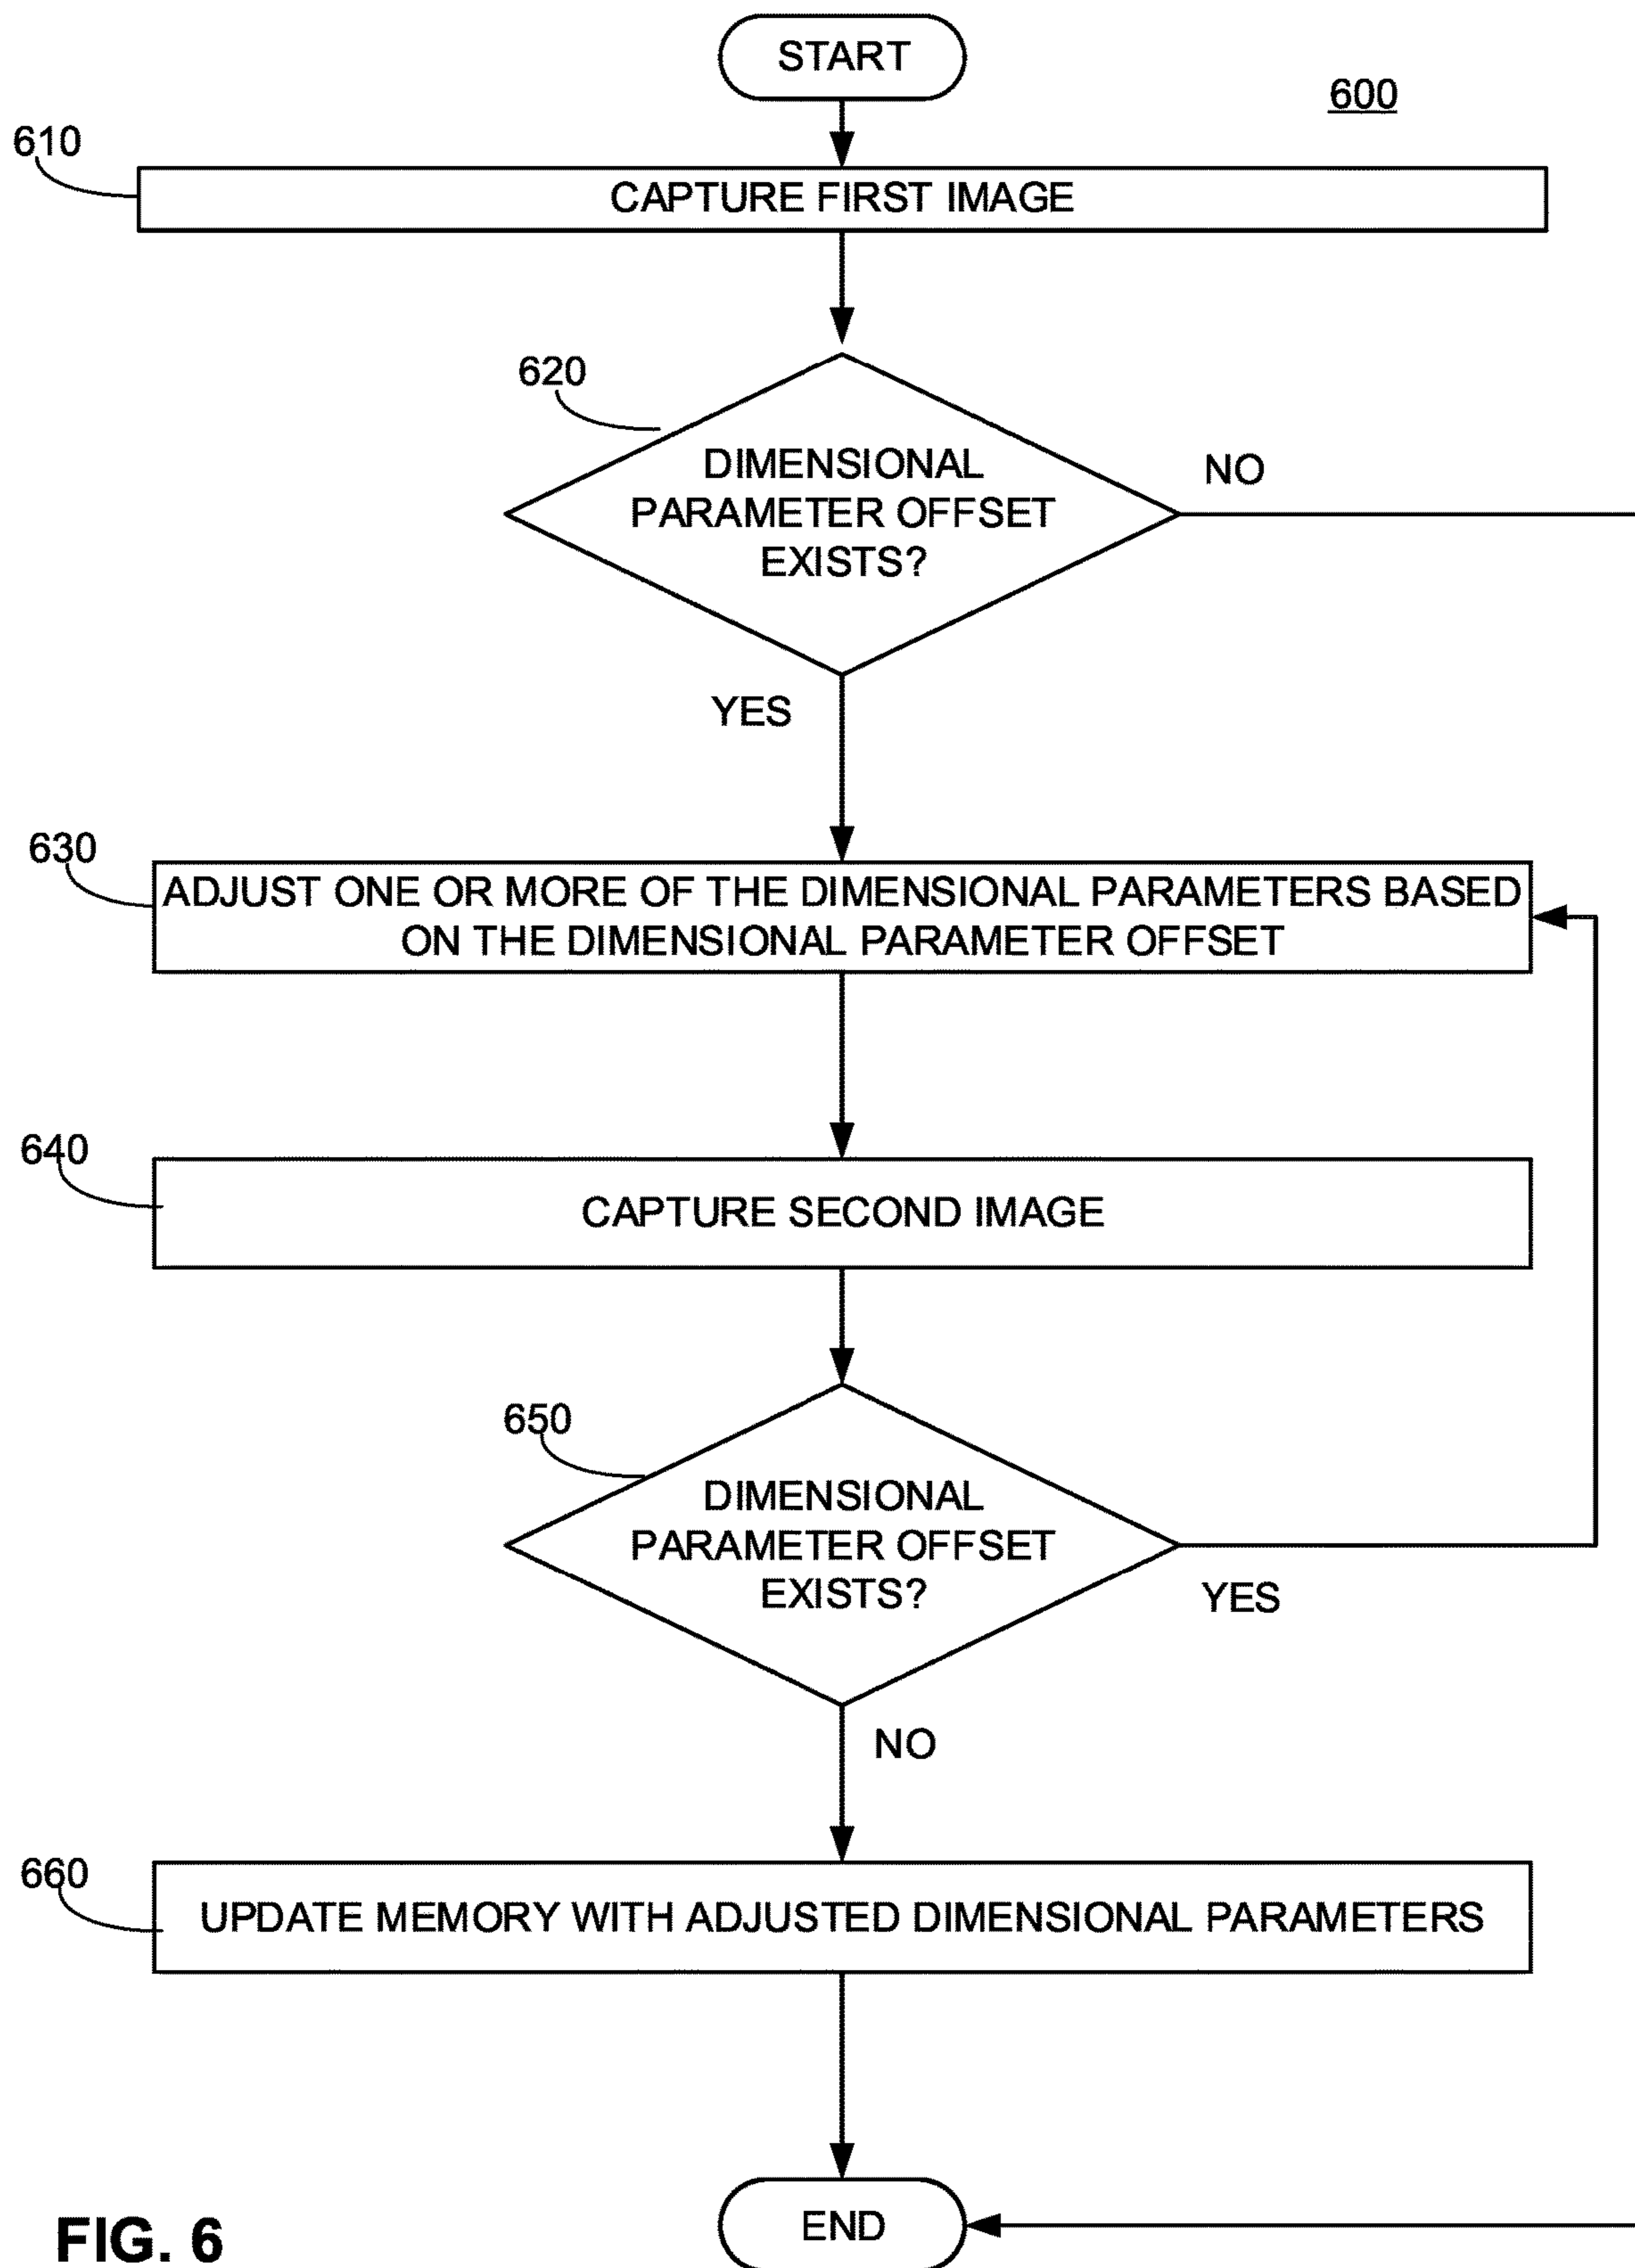 START
600
610
CAPTURE FIRST IMAGE
620
DIMENSIONAL
PARAMETER OFFSET
EXISTS?
NO
YES
630
ADJUST ONE OR MORE OF THE DIMENSIONAL PARAMETERS BASED
ON THE DIMENSIONAL PARAMETER OFFSET
640
CAPTURE SECOND IMAGE
650
DIMENSIONAL
PARAMETER OFFSET
EXISTS?
YES
NO
660
UPDATE MEMORY WITH ADJUSTED DIMENSIONAL PARAMETERS
END
FIG. 6